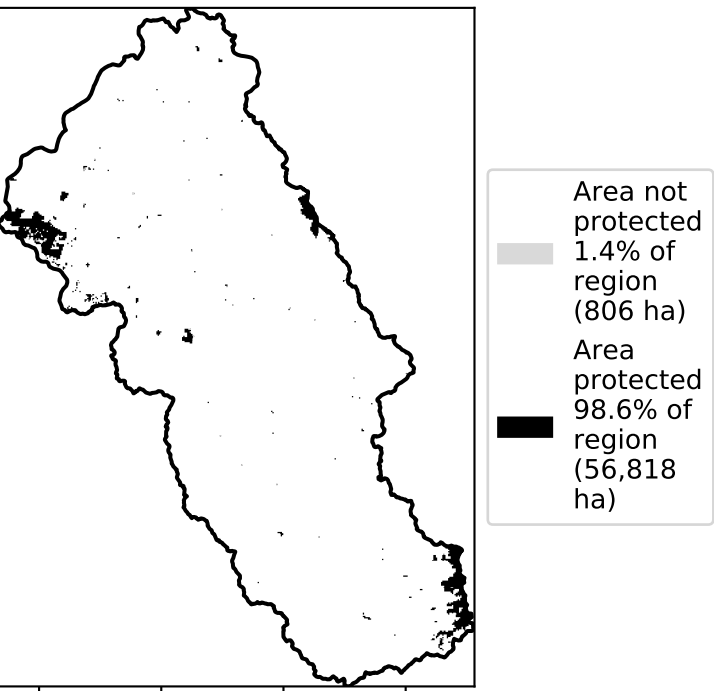 Area not
protected
1.4% of
region
(806 ha)
Area
protected
98.6% of
region
(56,818
ha)